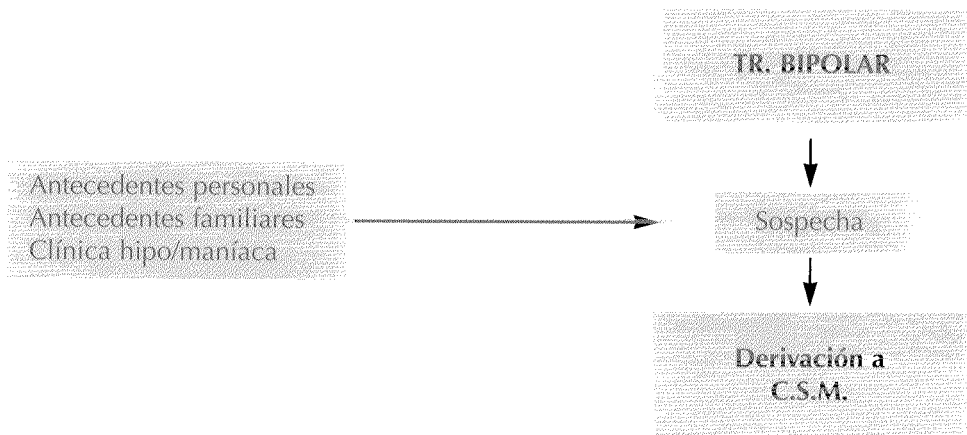 TR. BIPOLAR
Antecedentes personales
Antecedentes familiares
Clínica hipo/maníaca
Sospecha
Derivación a
C.S.M.